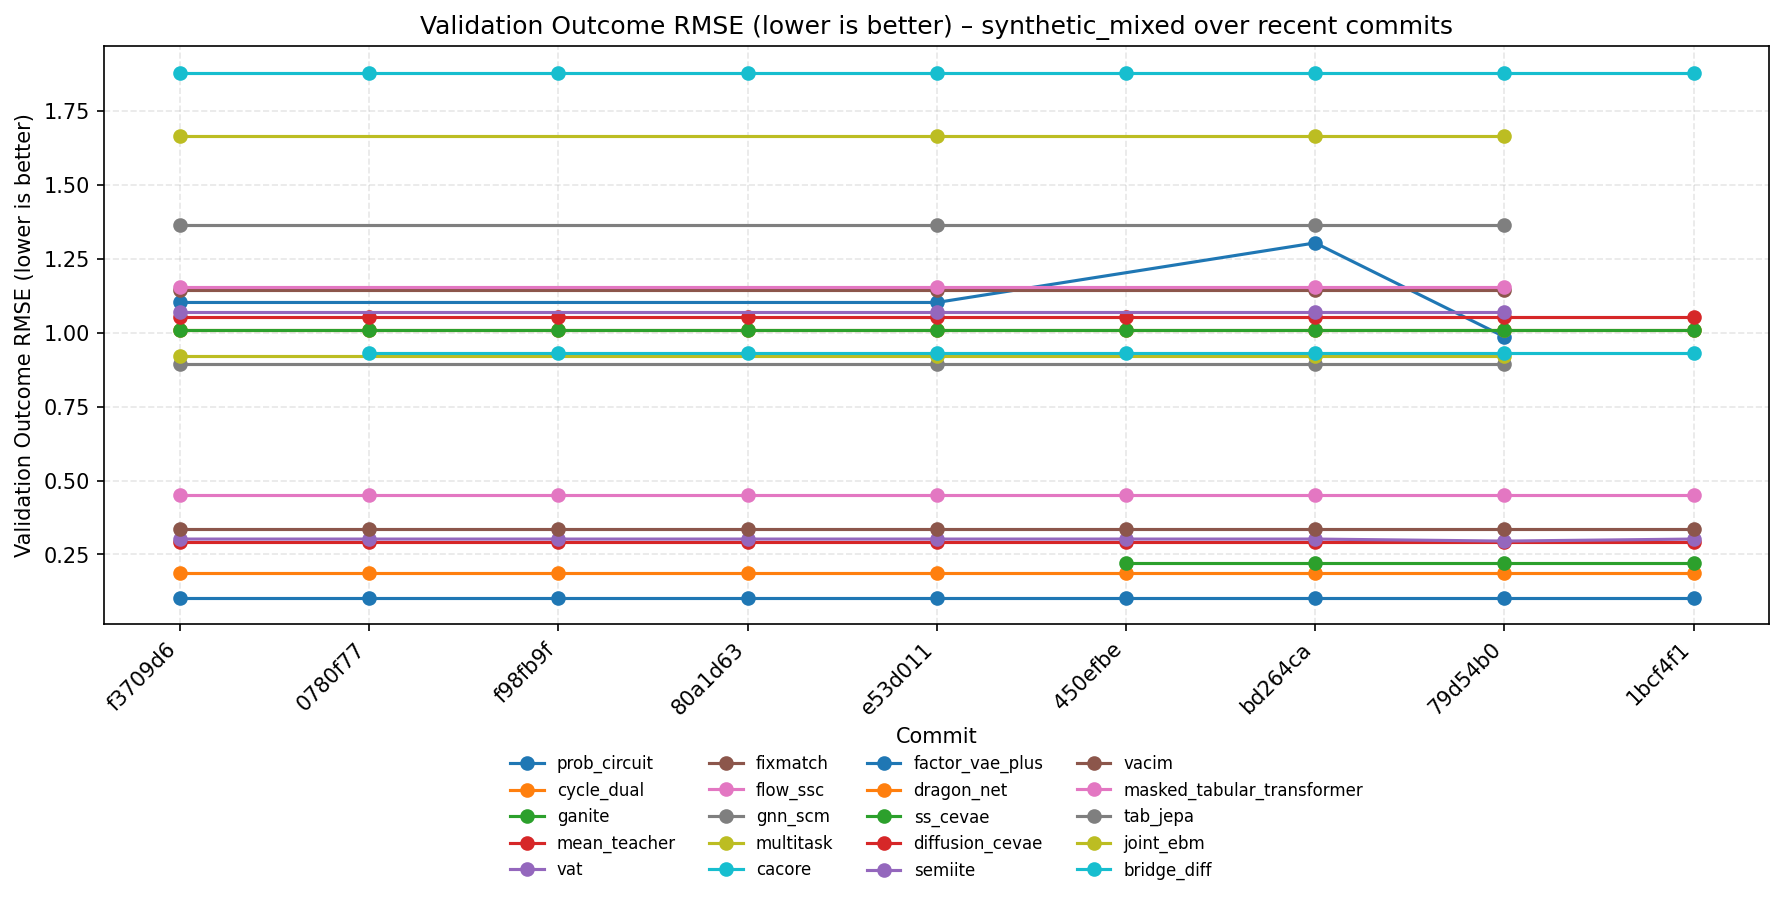 Validation Outcome RMSE (lower is better) – synthetic_mixed over recent commits
Validation Outcome RMSE (lower is better)
1.75
1.50
1.25
1.00
0.75
0.50
0.25
f3709d6
0780f77
f98fb9f
80a1d63
e53d011
450efbe
bd264ca
79d54b0
1bcf4f1
Commit
prob_circuit
cycle_dual
ganite
mean_teacher
vat
fixmatch
flow_ssc
gnn_scm
multitask
cacore
factor_vae_plus
dragon_net
ss_cevae
diffusion_cevae
semiite
vacim
masked_tabular_transformer
tab_jepa
joint_ebm
bridge_diff